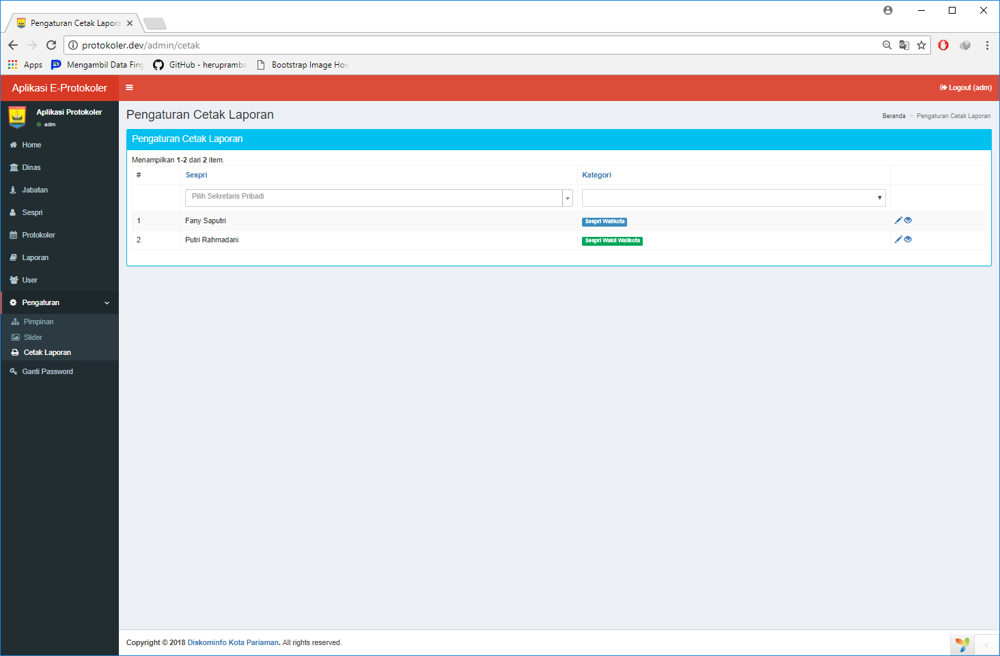 Pengaturan Cetak Lapora
protokoler.dev/admin/cetak
Apps Mengambil Data Fing GitHub - herupramba Bootstrap Image Hov
Aplikasi E-Protokoler
Logout (adm)
Aplikasi Protokoler
adm
Home
Dinas
Jabatan
Sespri
Protokoler
Laporan
User
Pengaturan
Pimpinan
Slider
Cetak Laporan
Ganti Password
Pengaturan Cetak Laporan
Beranda > Pengaturan Cetak Laporan
Pengaturan Cetak Laporan
Menampilkan 1-2 dari 2 item.
# Sespri Kategori
Pilih Sekretaris Pribadi
1 Fany Saputri Sespri Walikota
2 Putri Rahmadani Sespri Wakil Walikota
Copyright © 2018 Diskominfo Kota Pariaman. All rights reserved.